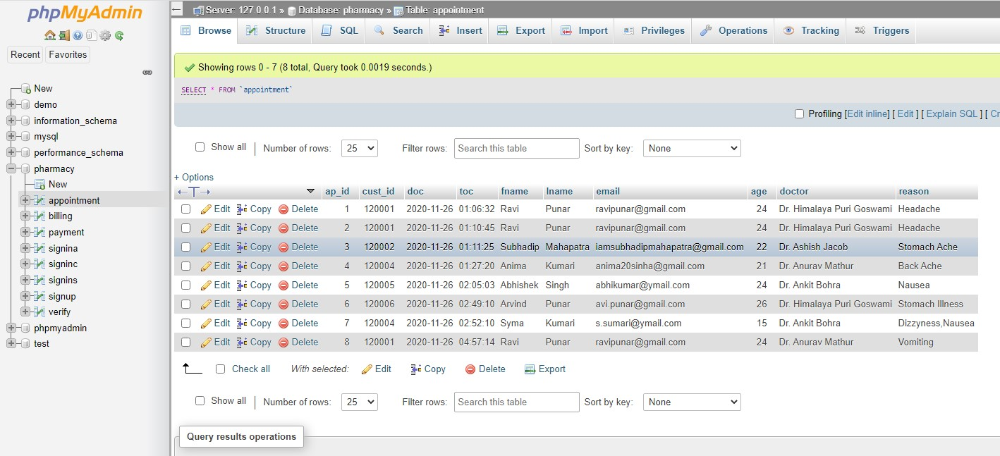 phpMyAdmin
Recent Favorites
New
demo
information_schema
mysql
performance_schema
pharmacy
New
appointment
billing
payment
signina
signinc
signins
signup
verify
phpmyadmin
test
Server: 127.0.0.1 » Database: pharmacy » Table: appointment
Browse Structure SQL Search Insert Export Import Privileges Operations Tracking Triggers
Showing rows 0 - 7 (8 total, Query took 0.0019 seconds.)
SELECT * FROM `appointment`
Profiling [Edit inline] [ Edit ] [ Explain SQL ] [ Cr
Show all | Number of rows: 25 Filter rows: Search this table Sort by key: None
+ Options
←T→ ap_id cust_id doc toc fname lname email age doctor reason
Edit Copy Delete 1 120001 2020-11-26 01:06:32 Ravi Punar ravipunar@gmail.com 24 Dr. Himalaya Puri Goswami Headache
Edit Copy Delete 2 120001 2020-11-26 01:10:45 Ravi Punar ravipunar@gmail.com 24 Dr. Himalaya Puri Goswami Headache
Edit Copy Delete 3 120002 2020-11-26 01:11:25 Subhadip Mahapatra iamsubhadipmahapatra@gmail.com 22 Dr. Ashish Jacob Stomach Ache
Edit Copy Delete 4 120004 2020-11-26 01:27:20 Anima Kumari anima20sinha@gmail.com 21 Dr. Anurav Mathur Back Ache
Edit Copy Delete 5 120005 2020-11-26 02:05:03 Abhishek Singh abhikumar@ymail.com 24 Dr. Ankit Bohra Nausea
Edit Copy Delete 6 120006 2020-11-26 02:49:10 Arvind Punar avi.punar@gmail.com 26 Dr. Himalaya Puri Goswami Stomach Illness
Edit Copy Delete 7 120004 2020-11-26 02:52:10 Syma Kumari s.sumari@ymail.com 15 Dr. Ankit Bohra Dizzyness,Nausea
Edit Copy Delete 8 120001 2020-11-26 04:57:14 Ravi Punar ravipunar@gmail.com 24 Dr. Anurav Mathur Vomiting
Check all With selected: Edit Copy Delete Export
Show all | Number of rows: 25 Filter rows: Search this table Sort by key: None
Query results operations